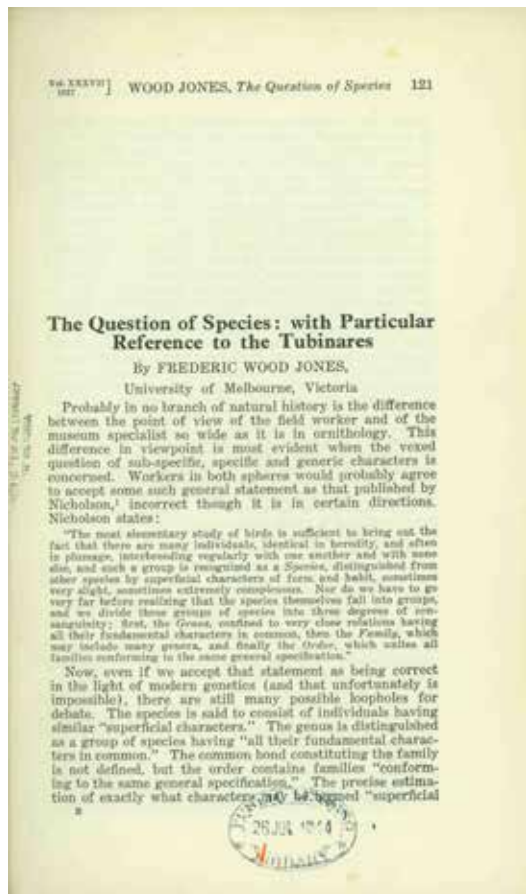 Vol. XXXVII]
1937
WOOD JONES, The Question of Species 121
The Question of Species: with Particular
Reference to the Tubinares
By FREDERIC WOOD JONES,
University of Melbourne, Victoria
Probably in no branch of natural history is the difference
between the point of view of the field worker and of the
museum specialist so wide as it is in ornithology. This
difference in viewpoint is most evident when the vexed
question of sub-specific, specific and generic characters is
concerned. Workers in both spheres would probably agree
to accept some such general statement as that published by
Nicholson,¹ incorrect though it is in certain directions.
Nicholson states:
"The most elementary study of birds is sufficient to bring out the
fact that there are many individuals, identical in heredity, and often
in plumage, interbreeding regularly with one another and with none
else, and such a group is recognized as a Species, distinguished from
other species by superficial characters of form and habit, sometimes
very slight, sometimes extremely conspicuous. Nor do we have to go
very far before realizing that the species themselves fall into groups,
and we divide these groups of species into three degrees of con-
sanguinity; first, the Genus, confined to very close relations having
all their fundamental characters in common, then the Family, which
may include many genera, and finally the Order, which unites all
families conforming to the same general specification."
Now, even if we accept that statement as being correct
in the light of modern genetics (and that unfortunately is
impossible), there are still many possible loopholes for
debate. The species is said to consist of individuals having
similar "superficial characters." The genus is distinguished
as a group of species having "all their fundamental charac-
ters in common." The common bond constituting the family
is not defined, but the order contains families "conform-
ing to the same general specification." The precise estima-
tion of exactly what characters may be termed "superficial